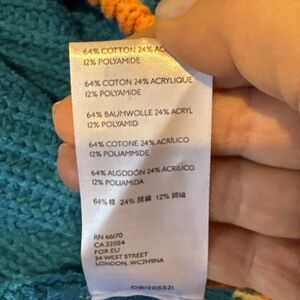 64% COTTON 24% AC
12% POLYAMIDE
64% COTON 24% ACRYLIQUE
12% POLYAMIDE
64% BAUMWOLLE 24% ACRYL
12% POLYAMID
64% COTONE 24% ACRILICO
12% POLIAMMIDE
64% ALGODÓN 24% ACRÍLICO
12% POLIAMIDA
64% 棉 24% 腈綸 12% 錦綸
RN 66170
CA 32054
FOR EU
24 WEST STREET
LONDON, WC2H9NA